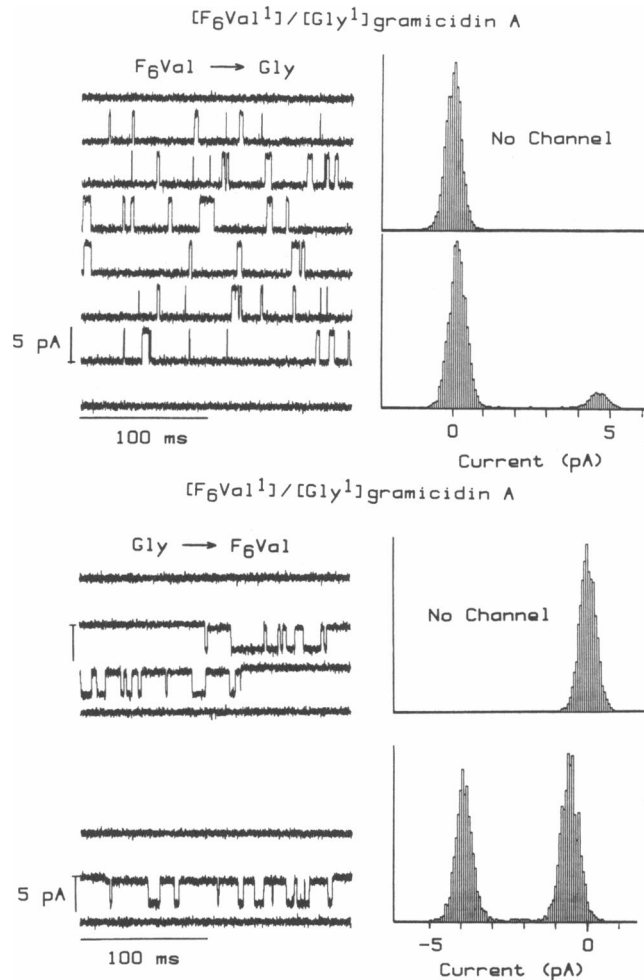 [F₆Val¹]/[Gly¹]gramicidin A
F₆Val → Gly
No Channel
5 pA
100 ms
0 5
Current (pA)
[F₆Val¹]/[Gly¹]gramicidin A
Gly → F₆Val
No Channel
5 pA
100 ms
-5 0
Current (pA)